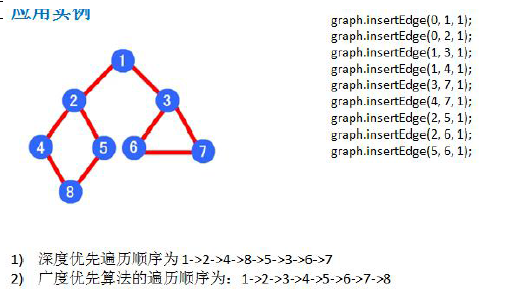 应用实例
graph.insertEdge(0, 1, 1);
graph.insertEdge(0, 2, 1);
graph.insertEdge(1, 3, 1);
graph.insertEdge(1, 4, 1);
graph.insertEdge(3, 7, 1);
graph.insertEdge(4, 7, 1);
graph.insertEdge(2, 5, 1);
graph.insertEdge(2, 6, 1);
graph.insertEdge(5, 6, 1);
1
2
3
4
5
6
7
8
1) 深度优先遍历顺序为 1->2->4->8->5->3->6->7
2) 广度优先算法的遍历顺序为：1->2->3->4->5->6->7->8